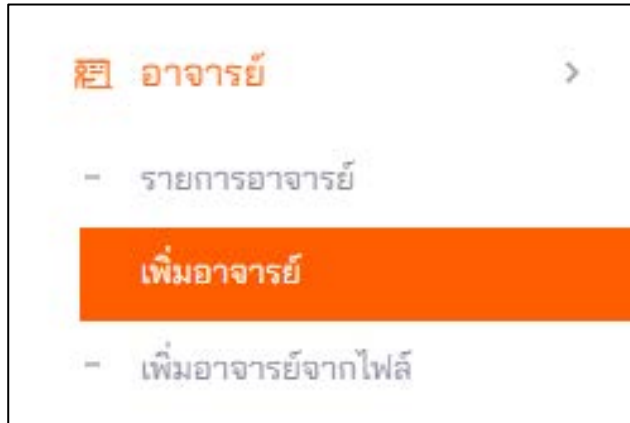 อาจารย์
- รายการอาจารย์
เพิ่มอาจารย์
- เพิ่มอาจารย์จากไฟล์